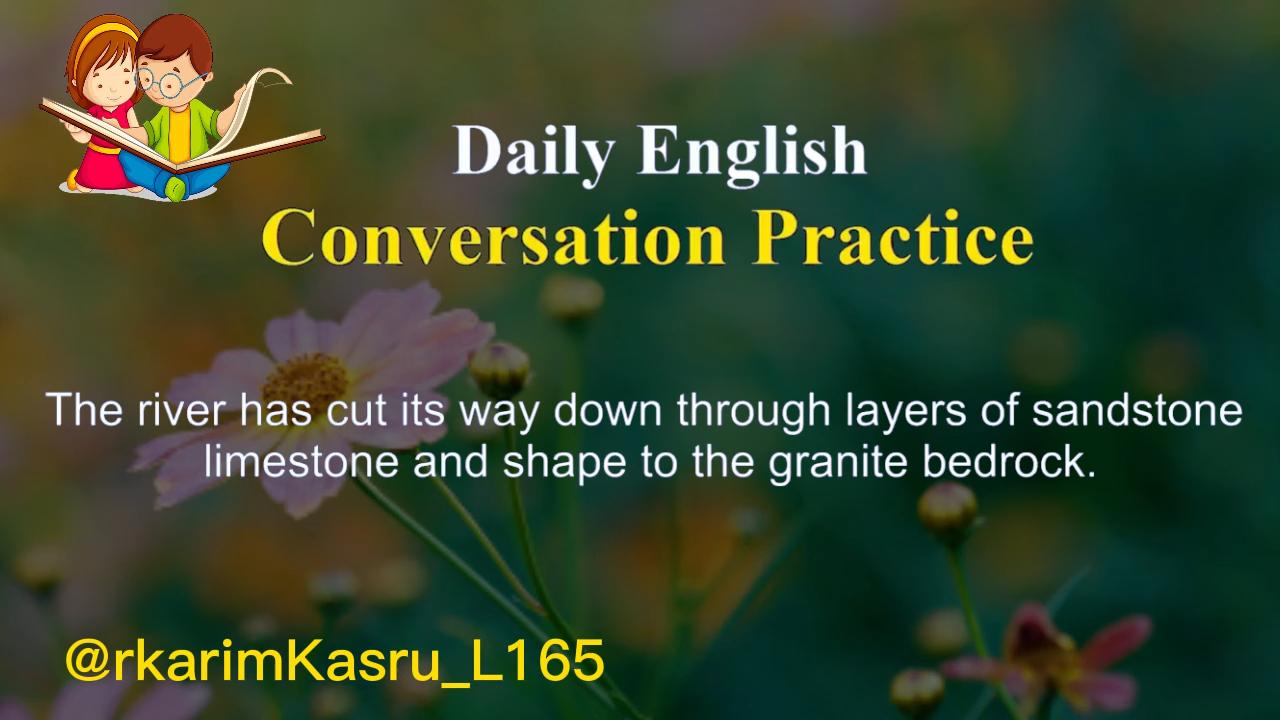 Daily English
Conversation Practice
The river has cut its way down through layers of sandstone
limestone and shape to the granite bedrock.
@rkarimKasru_L165